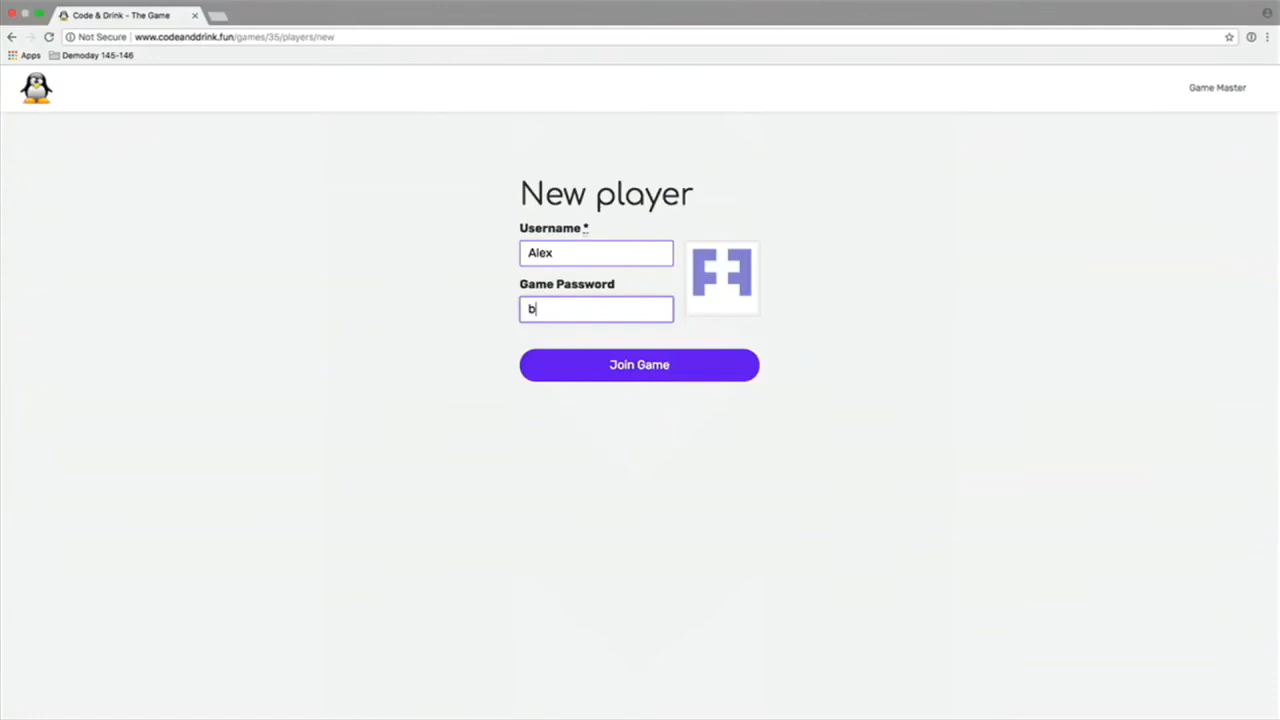 Code & Drink - The Game
Not Secure www.codeanddrink.fun/games/35/players/new
Apps Demoday 145-146
Game Master
New player
Username *
Alex
Game Password
b
Join Game